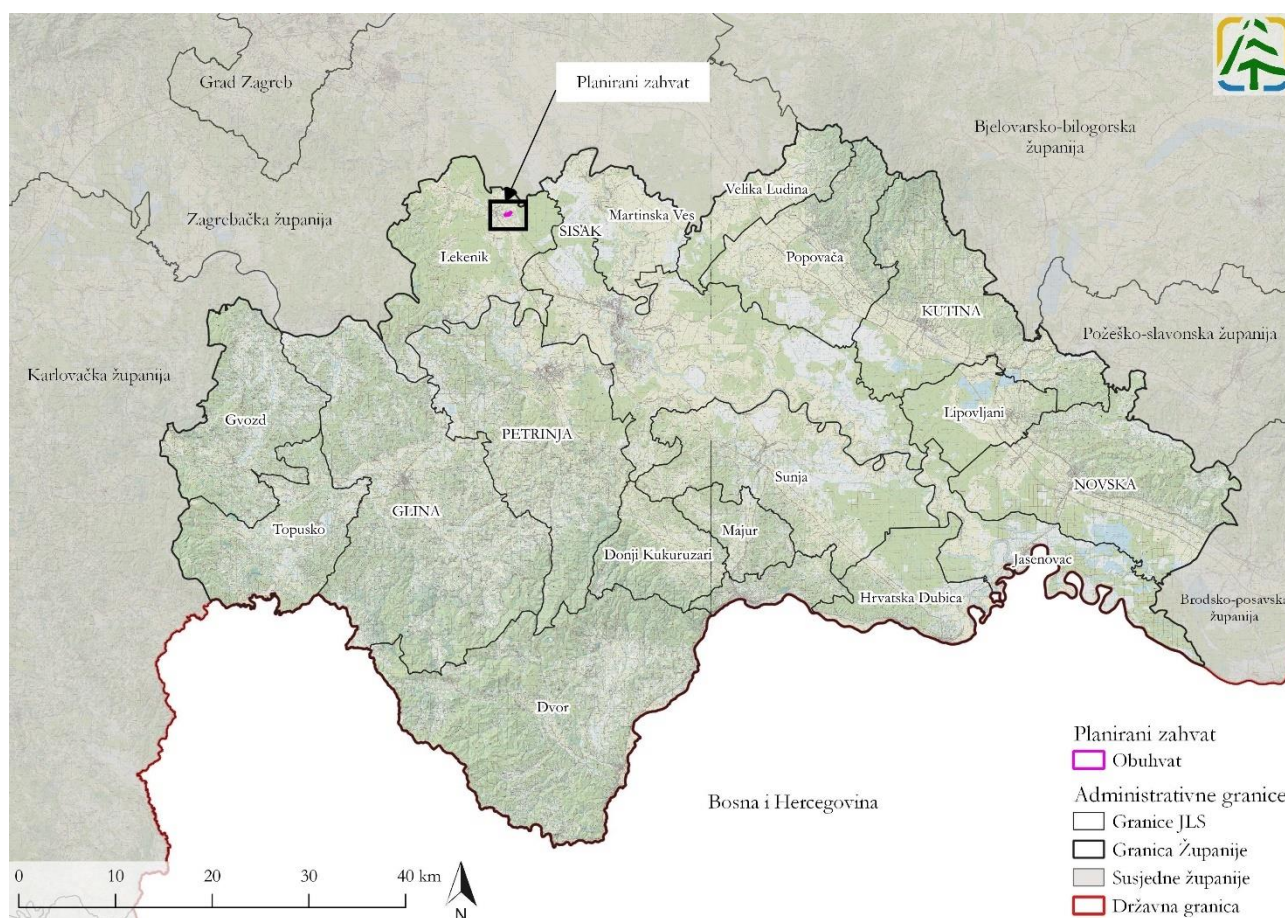 Grad Zagreb
Planirani zahvat
Bjelovarsko-bilogorska
županija
Zagrebačka županija
Velika Ludina
Martinska Ves
SISAK
Lekenik
Popovača
KUTINA
Požeško-slavonska županija
Karlovačka županija
Gvozd
Lipovljani
PETRINJA
Sunja
NOVSKA
GLINA
Topusko
Majur
Donji Kukuruzari
Jasenovac
Hrvatska Dubica
Brodsko-posavska
županija
Dvor
Bosna i Hercegovina
Planirani zahvat
Obuhvat
Administrativne granice
Granice JLS
Granica Županije
Susjedne županije
Državna granica
0 10 20 40 km
N